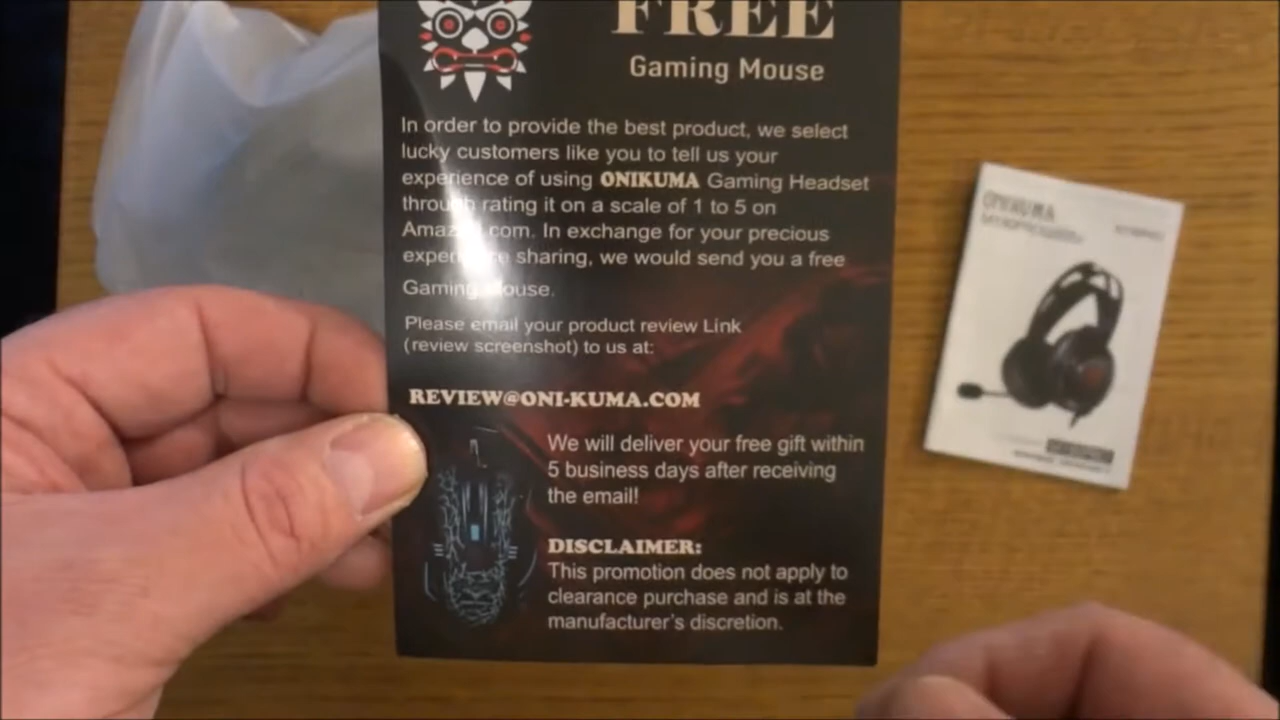 FREE
Gaming Mouse
In order to provide the best product, we select
lucky customers like you to tell us your
experience of using ONIKUMA Gaming Headset
through rating it on a scale of 1 to 5 on
Amazon.com. In exchange for your precious
experience sharing, we would send you a free
Gaming Mouse.
Please email your product review Link
(review screenshot) to us at:
REVIEW@ONI-KUMA.COM
We will deliver your free gift within
5 business days after receiving
the email!
DISCLAIMER:
This promotion does not apply to
clearance purchase and is at the
manufacturer's discretion.
ONIKUMA